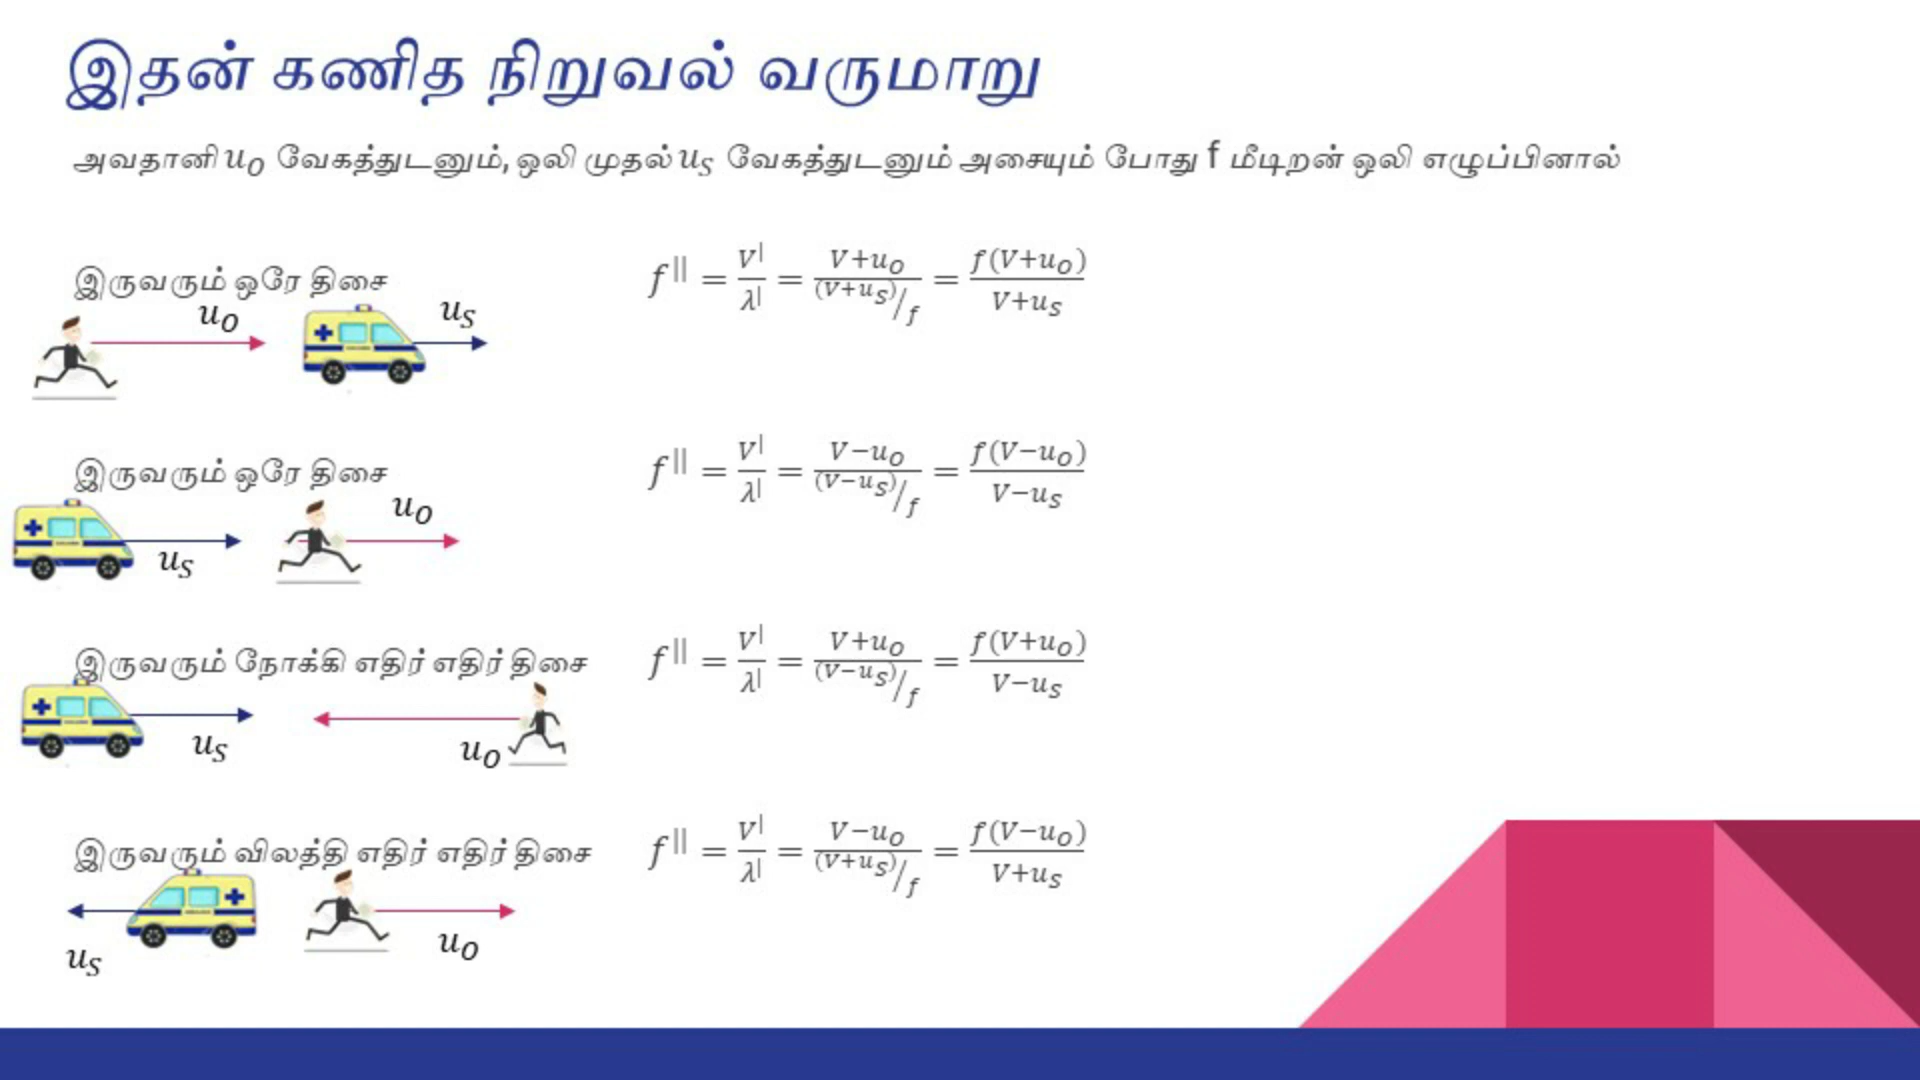 இதன் கணித நிறுவல் வருமாறு
அவதானி u_O வேகத்துடனும், ஒலி முதல் u_S வேகத்துடனும் அசையும் போது f மீடிறன் ஒலி எழுப்பினால்
இருவரும் ஒரே திசை
u_O u_S
f^|| = V^|/λ^| = (V+u_O)/((V+u_S)/f) = f(V+u_O)/(V+u_S)
இருவரும் ஒரே திசை
u_S u_O
f^|| = V^|/λ^| = (V−u_O)/((V−u_S)/f) = f(V−u_O)/(V−u_S)
இருவரும் நோக்கி எதிர் எதிர் திசை
u_S u_O
f^|| = V^|/λ^| = (V+u_O)/((V−u_S)/f) = f(V+u_O)/(V−u_S)
இருவரும் விலத்தி எதிர் எதிர் திசை
u_S u_O
f^|| = V^|/λ^| = (V−u_O)/((V+u_S)/f) = f(V−u_O)/(V+u_S)